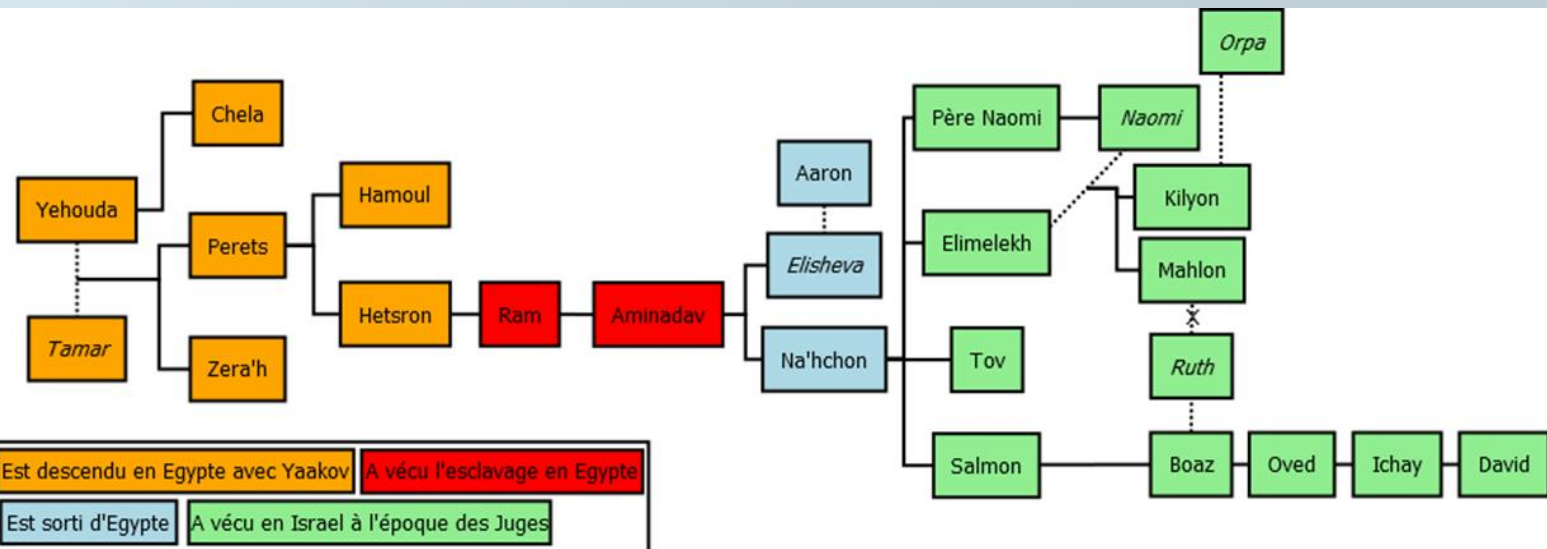 Orpa
Chela
Père Naomi
Naomi
Aaron
Yehouda
Hamoul
Kilyon
Perets
Elimelekh
Elisheva
Mahlon
Hetsron
Ram
Aminadav
X
Tamar
Zera'h
Na'hchon
Tov
Ruth
Salmon
Boaz
Oved
Ichay
David
Est descendu en Egypte avec Yaakov
A vécu l'esclavage en Egypte
Est sorti d'Egypte
A vécu en Israel à l'époque des Juges